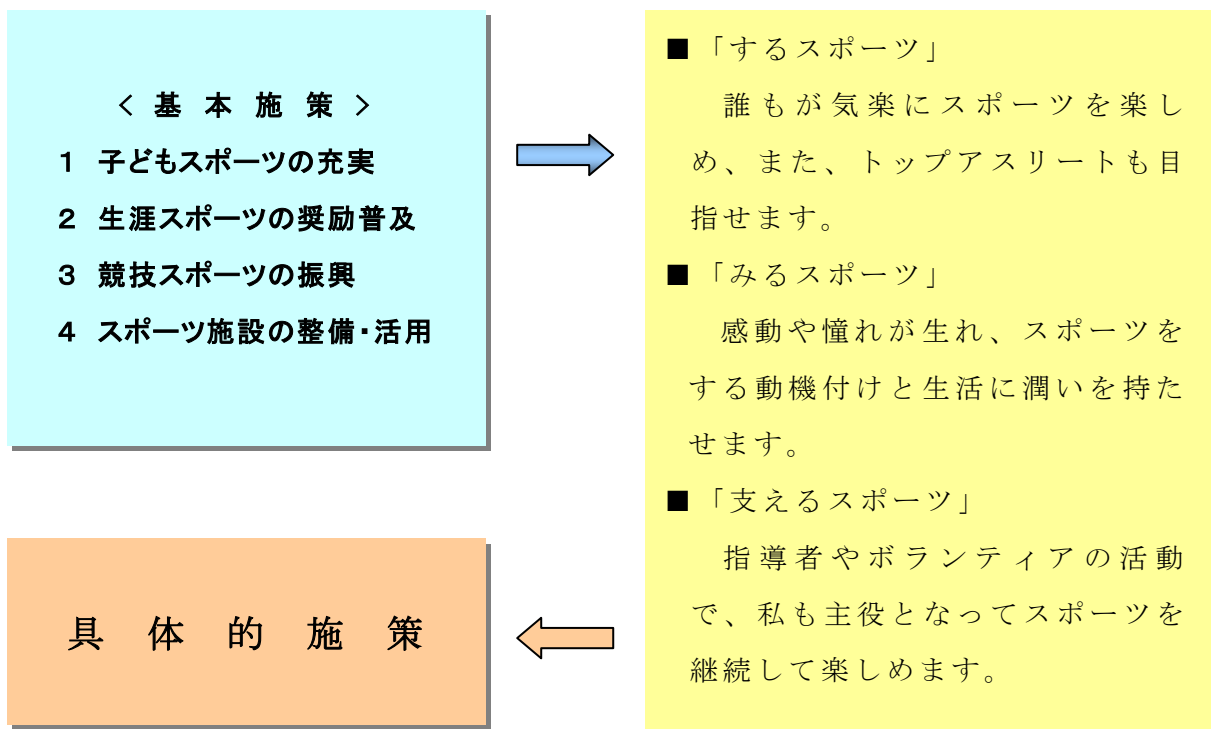 ＜基本施策＞
１　子どもスポーツの充実
２　生涯スポーツの奨励普及
３　競技スポーツの振興
４　スポーツ施設の整備・活用
■「するスポーツ」
誰もが気楽にスポーツを楽し
め、また、トップアスリートも目
指せます。
■「みるスポーツ」
感動や憧れが生れ、スポーツを
する動機付けと生活に潤いを持た
せます。
■「支えるスポーツ」
指導者やボランティアの活動
で、私も主役となってスポーツを
継続して楽しめます。
具体的施策